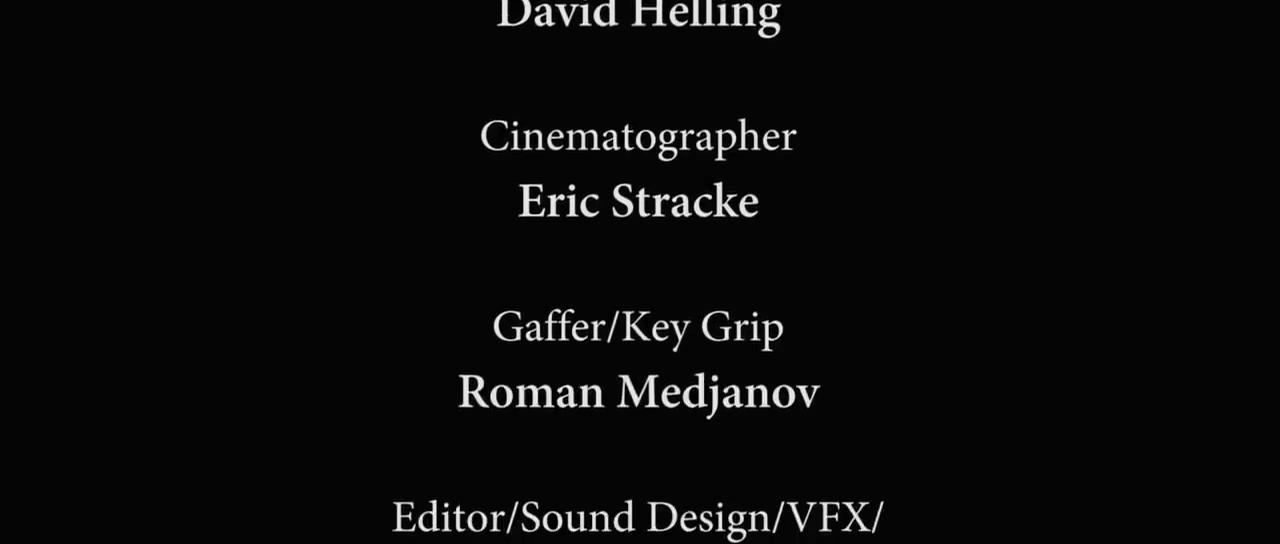 David Helling
Cinematographer
Eric Stracke
Gaffer/Key Grip
Roman Medjanov
Editor/Sound Design/VFX/